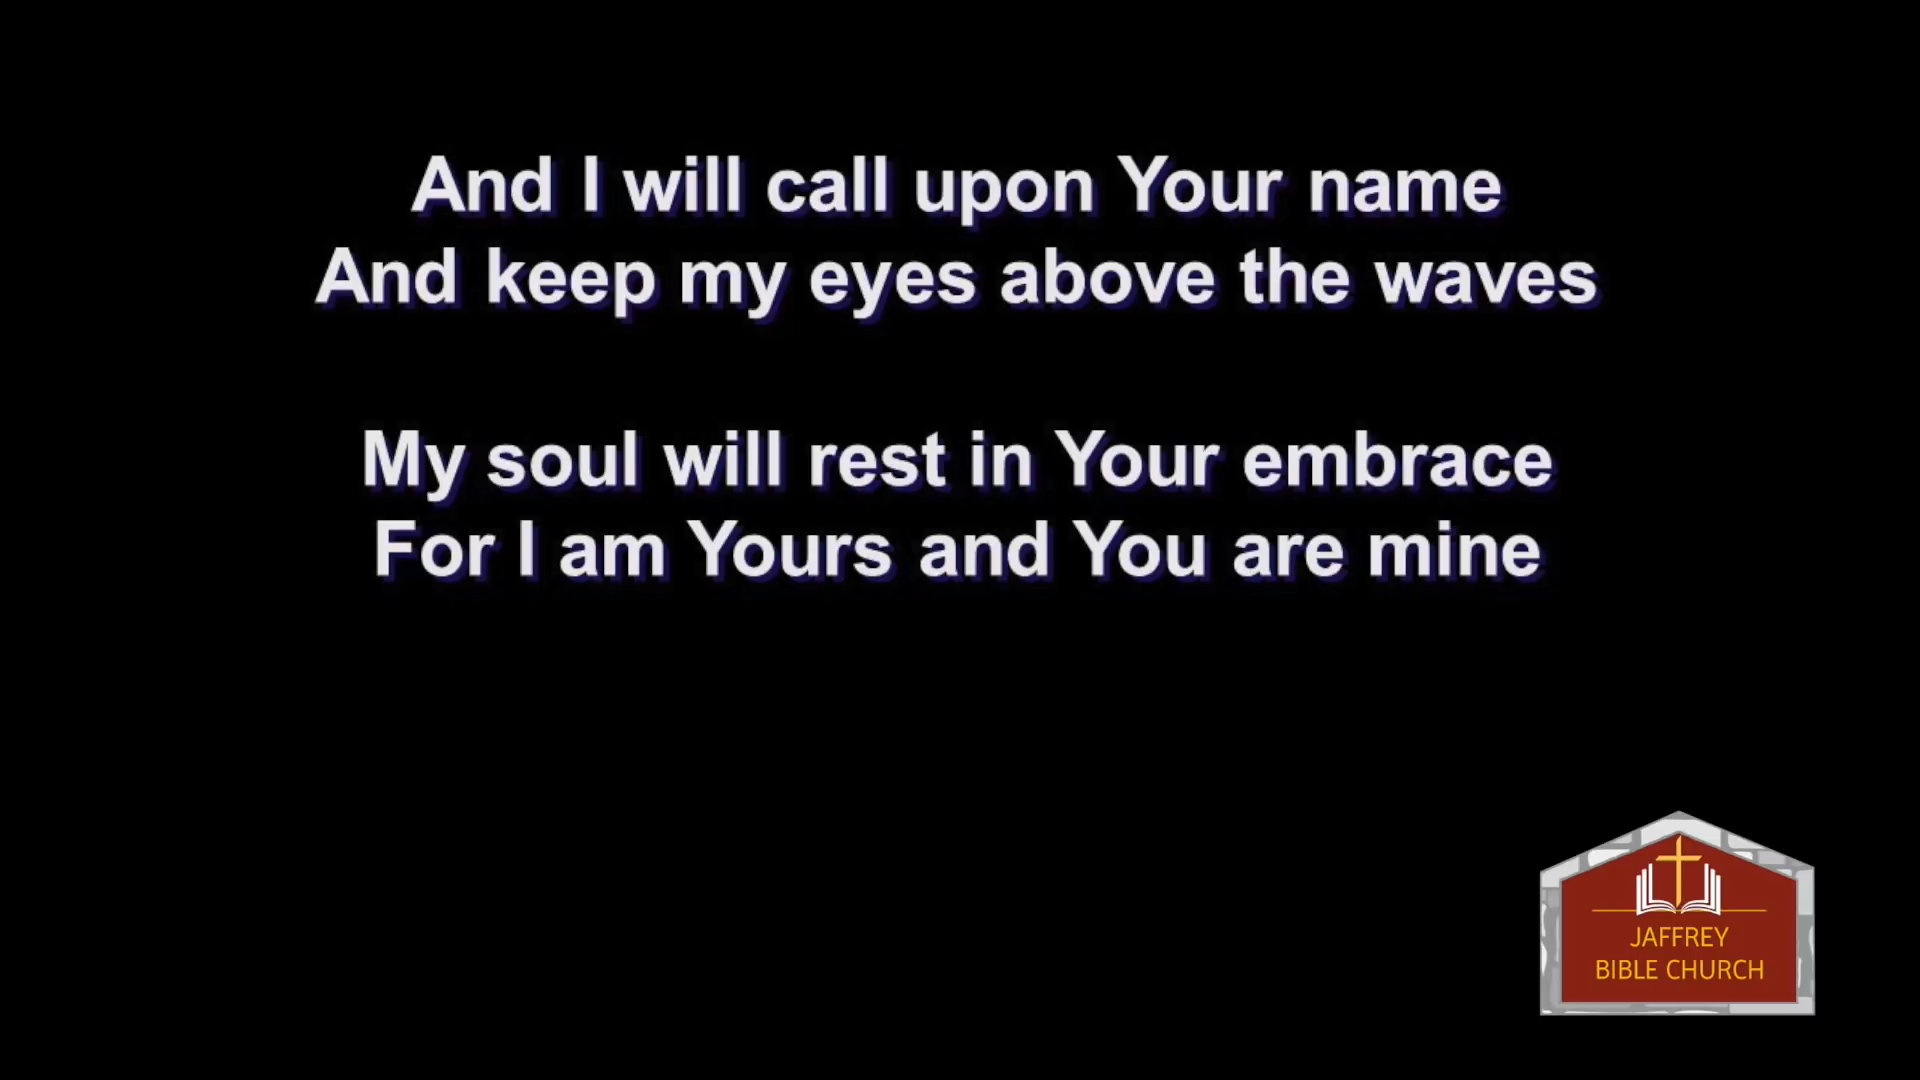 And I will call upon Your name
And keep my eyes above the waves
My soul will rest in Your embrace
For I am Yours and You are mine
JAFFREY
BIBLE CHURCH